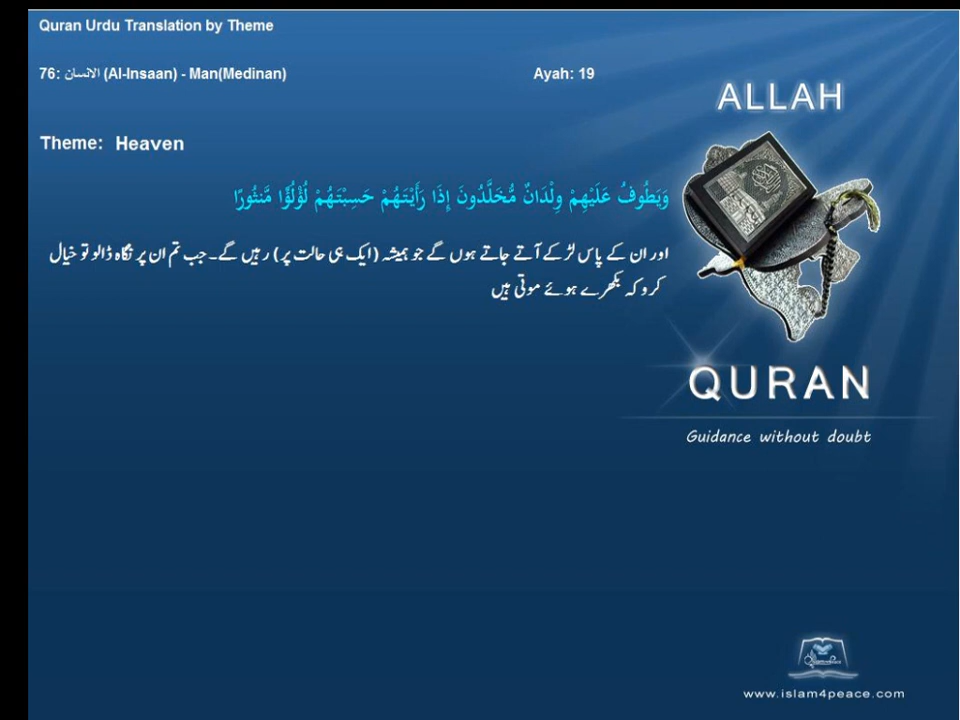 Quran Urdu Translation by Theme
76: الانسان (Al-Insaan) - Man(Medinan) Ayah: 19
ALLAH
Theme: Heaven
وَيَطُوفُ عَلَيْهِمْ وِلْدَانٌ مُّخَلَّدُونَ إِذَا رَأَيْتَهُمْ حَسِبْتَهُمْ لُؤْلُؤًا مَّنثُورًا
اور ان کے پاس لڑکے آتے جاتے ہوں گے جو ہمیشہ (ایک ہی حالت پر) رہیں گے۔ جب تم ان پر نگاہ ڈالو تو خیال
کرو کہ بکھرے ہوئے موتی ہیں
QURAN
Guidance without doubt
www.islam4peace.com